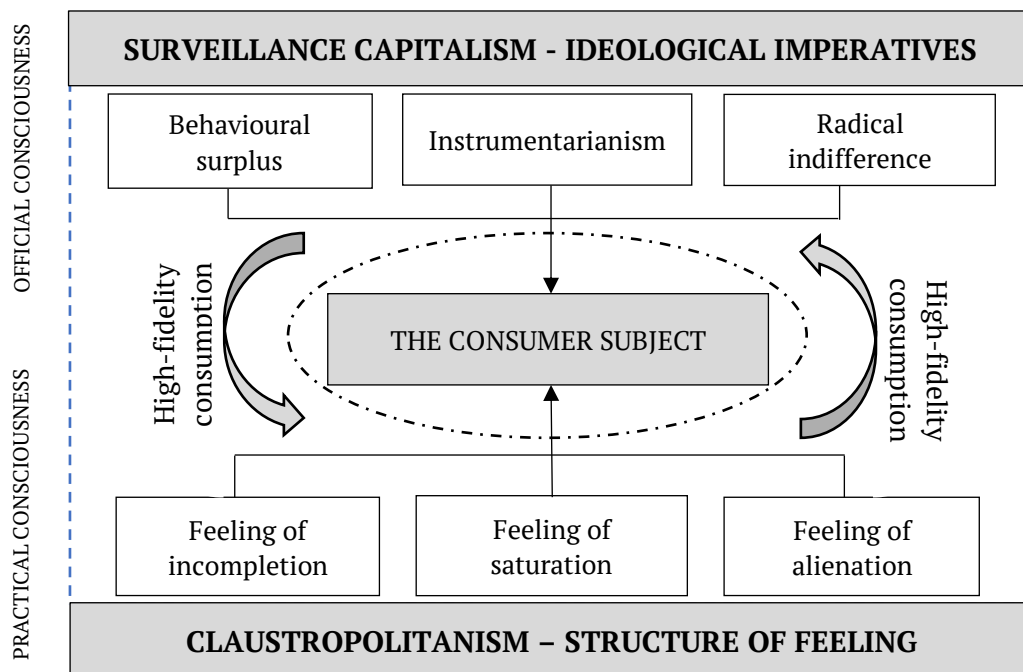 SURVEILLANCE CAPITALISM - IDEOLOGICAL IMPERATIVES
OFFICIAL CONSCIOUSNESS
Behavioural
surplus
Instrumentarianism
Radical
indifference
High-fidelity
consumption
THE CONSUMER SUBJECT
High-fidelity
consumption
PRACTICAL CONSCIOUSNESS
Feeling of
incompletion
Feeling of
saturation
Feeling of
alienation
CLAUSTROPOLITANISM – STRUCTURE OF FEELING